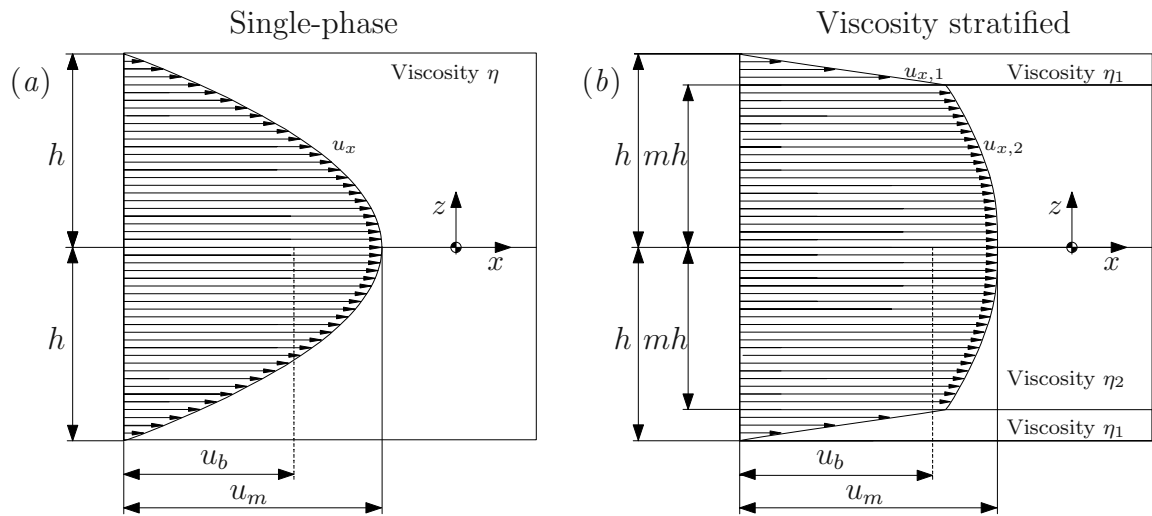 Single-phase
Viscosity stratified
(a)
Viscosity η
h
u_x
z
x
h
u_b
u_m
(b)
u_{x,1}
Viscosity η_1
h
mh
u_{x,2}
z
x
h
mh
Viscosity η_2
Viscosity η_1
u_b
u_m